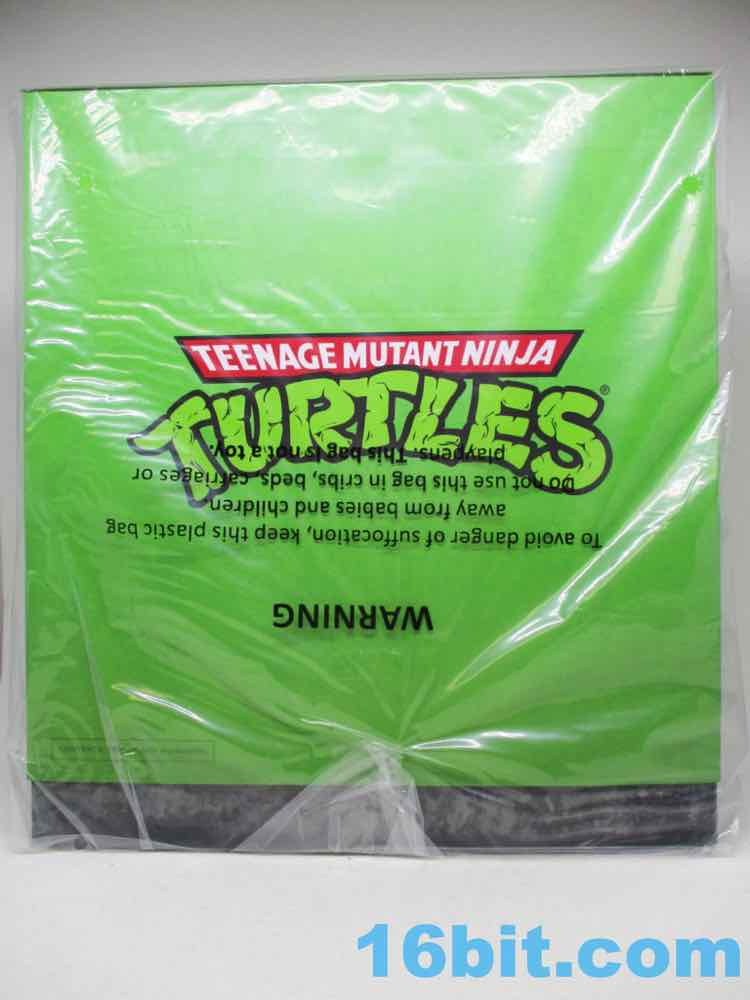 TEENAGE MUTANT NINJA
TURTLES®
WARNING
To avoid danger of suffocation, keep this plastic bag
away from babies and children.
Do not use this bag in cribs, beds, carriages or
playpens. This bag is not a toy.
16bit.com